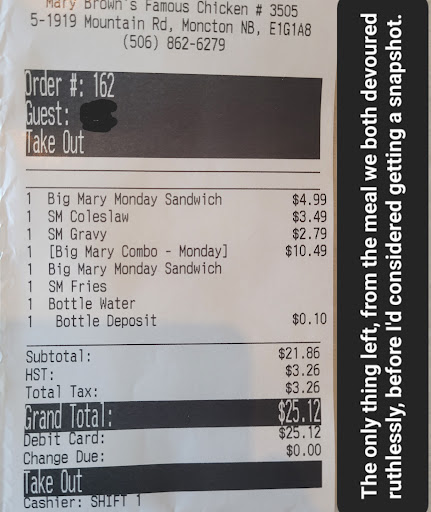 Mary Brown's Famous Chicken # 3505
5-1919 Mountain Rd, Moncton NB, E1G1A8
(506) 862-6279
Order #: 162
Guest:
Take Out
1 Big Mary Monday Sandwich $4.99
1 SM Coleslaw $3.49
1 SM Gravy $2.79
1 [Big Mary Combo - Monday] $10.49
1 Big Mary Monday Sandwich
1 SM Fries
1 Bottle Water
1 Bottle Deposit $0.10
Subtotal: $21.86
HST: $3.26
Total Tax: $3.26
Grand Total: $25.12
Debit Card: $25.12
Change Due: $0.00
Take Out
Cashier: SHIFT 1
The only thing left, from the meal we both devoured
ruthlessly, before I'd considered getting a snapshot.